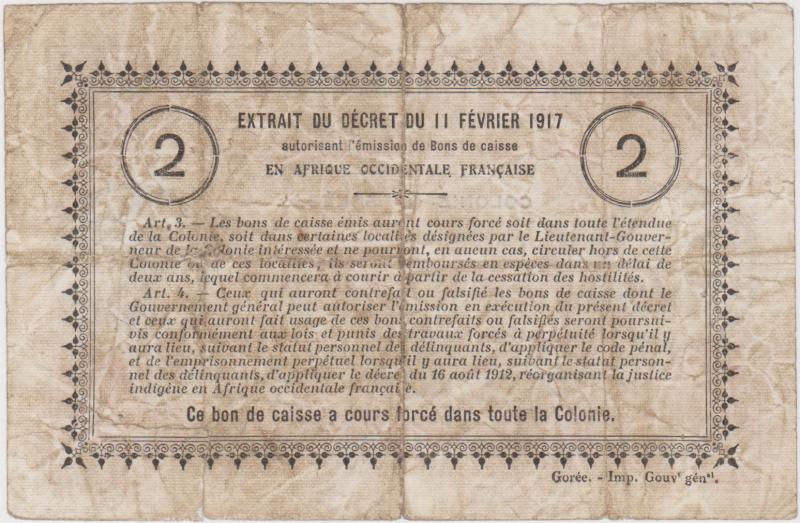 EXTRAIT DU DÉCRET DU 11 FÉVRIER 1917
2 autorisant l'émission de Bons de caisse 2
EN AFRIQUE OCCIDENTALE FRANÇAISE
Art. 3. — Les bons de caisse émis auront cours forcé soit dans toute l'étendue
de la Colonie, soit dans certaines localités désignées par le Lieutenant-Gouver-
neur de la Colonie intéressée et ne pourront, en aucun cas, circuler hors de cette
Colonie ou de ces localités, ils seront remboursés en espèces dans un délai de
deux ans, lequel commencera à courir à partir de la cessation des hostilités.
Art. 4. — Ceux qui auront contrefait ou falsifié les bons de caisse dont le
Gouvernement général peut autoriser l'émission en exécution du présent décret
et ceux qui auront fait usage de ces bons contrefaits ou falsifiés seront poursui-
vis conformément aux lois et punis des travaux forcés à perpétuité lorsqu'il y
aura lieu, suivant le statut personnel des délinquants, d'appliquer le code pénal,
et de l'emprisonnement perpétuel lorsqu'il y aura lieu, suivant le statut person-
nel des délinquants, d'appliquer le décret du 16 août 1912, réorganisant la justice
indigène en Afrique occidentale française.
Ce bon de caisse a cours forcé dans toute la Colonie.
Gorée. - Imp. Gouvt génal.